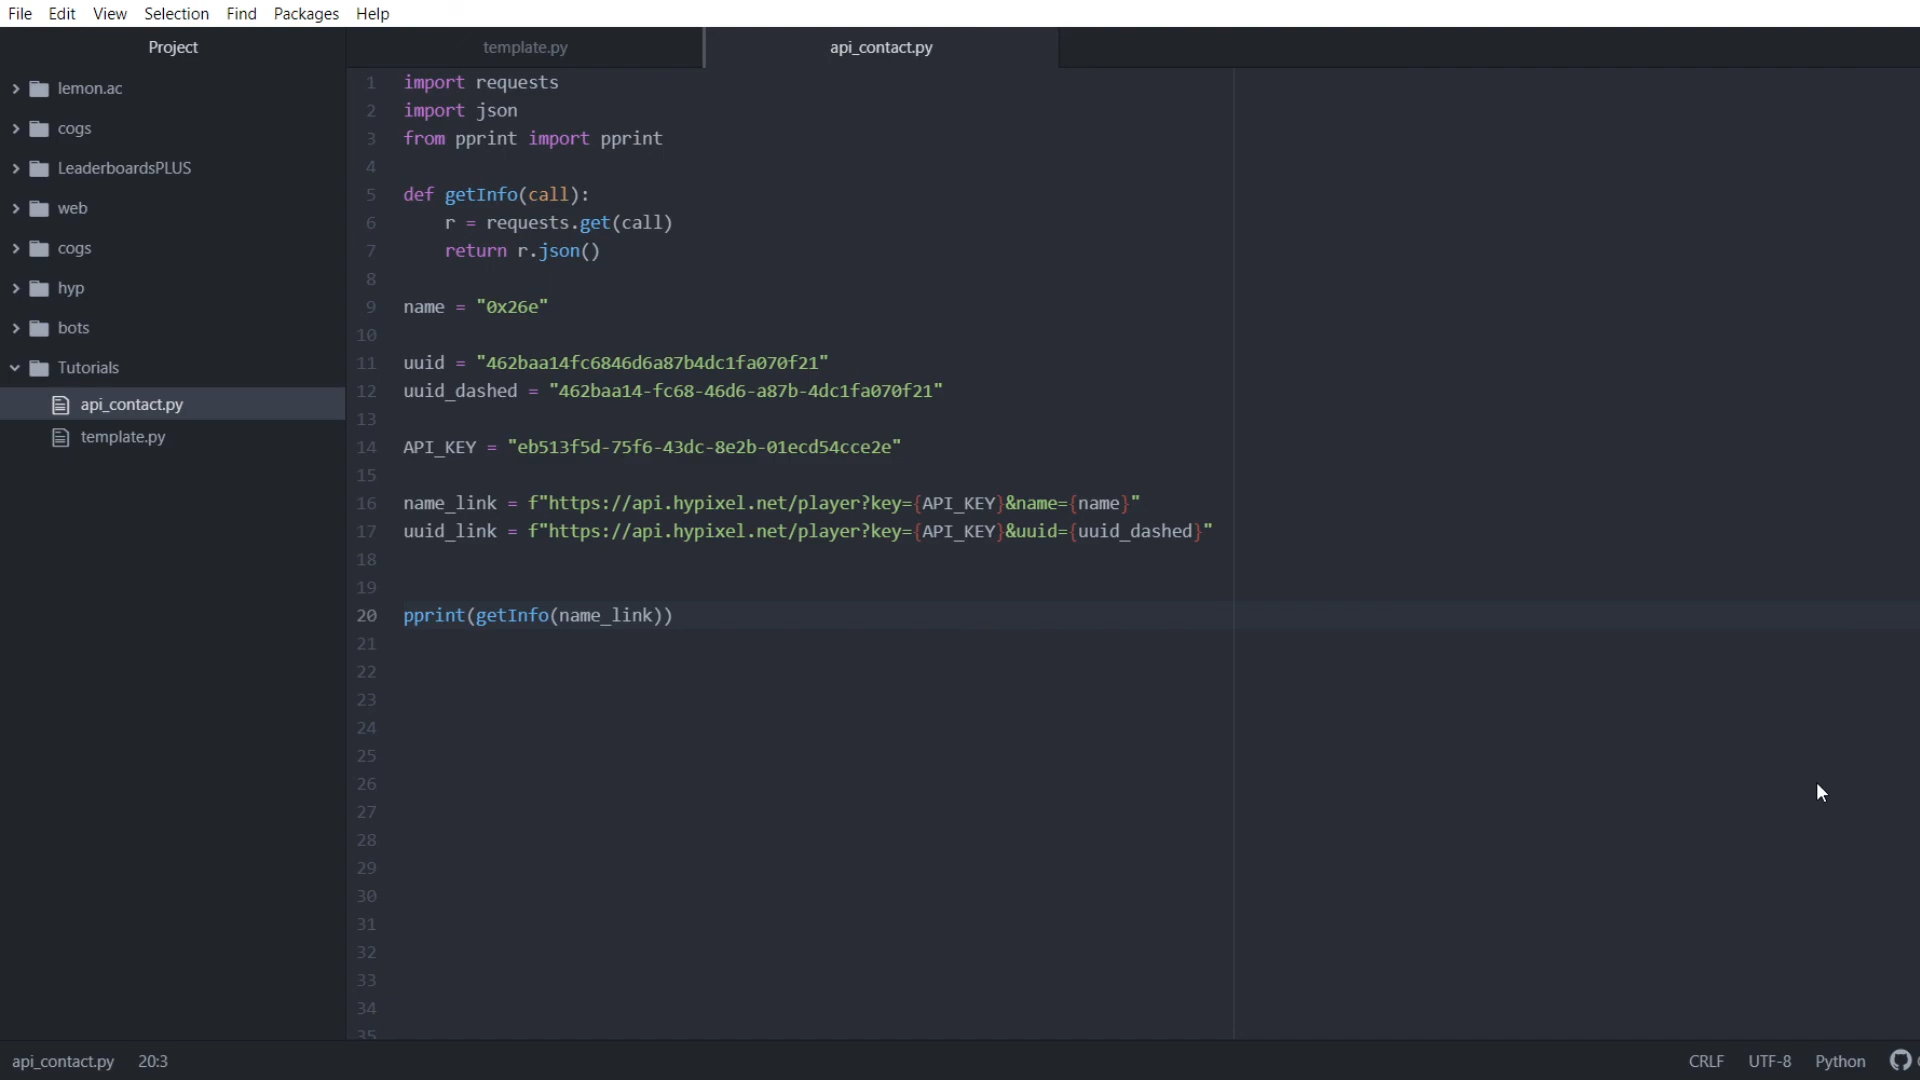 File Edit View Selection Find Packages Help
Project
lemon.ac
cogs
LeaderboardsPLUS
web
cogs
hyp
bots
Tutorials
api_contact.py
template.py
template.py api_contact.py
1 import requests
2 import json
3 from pprint import pprint
4
5 def getInfo(call):
6     r = requests.get(call)
7     return r.json()
8
9 name = "0x26e"
10
11 uuid = "462baa14fc6846d6a87b4dc1fa070f21"
12 uuid_dashed = "462baa14-fc68-46d6-a87b-4dc1fa070f21"
13
14 API_KEY = "eb513f5d-75f6-43dc-8e2b-01ecd54cce2e"
15
16 name_link = f"https://api.hypixel.net/player?key={API_KEY}&name={name}"
17 uuid_link = f"https://api.hypixel.net/player?key={API_KEY}&uuid={uuid_dashed}"
18
19
20 pprint(getInfo(name_link))
21
22
23
24
25
26
27
28
29
30
31
32
33
34
35
api_contact.py 20:3 CRLF UTF-8 Python